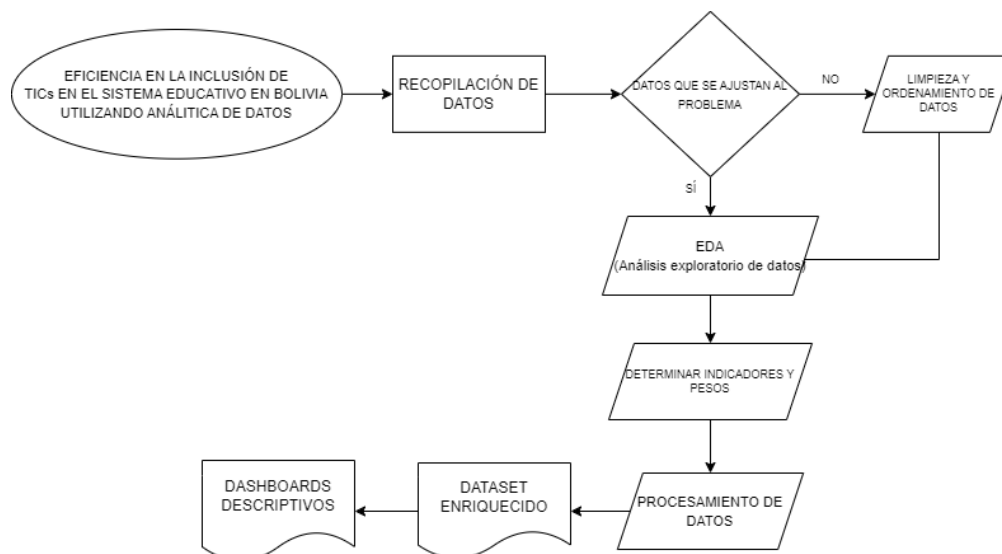 EFICIENCIA EN LA INCLUSIÓN DE
TICs EN EL SISTEMA EDUCATIVO EN BOLIVIA
UTILIZANDO ANÁLITICA DE DATOS
RECOPILACIÓN DE
DATOS
DATOS QUE SE AJUSTAN AL
PROBLEMA
NO
LIMPIEZA Y
ORDENAMIENTO DE
DATOS
SÍ
EDA
(Análisis exploratorio de datos)
DETERMINAR INDICADORES Y
PESOS
PROCESAMIENTO DE
DATOS
DATASET
ENRIQUECIDO
DASHBOARDS
DESCRIPTIVOS